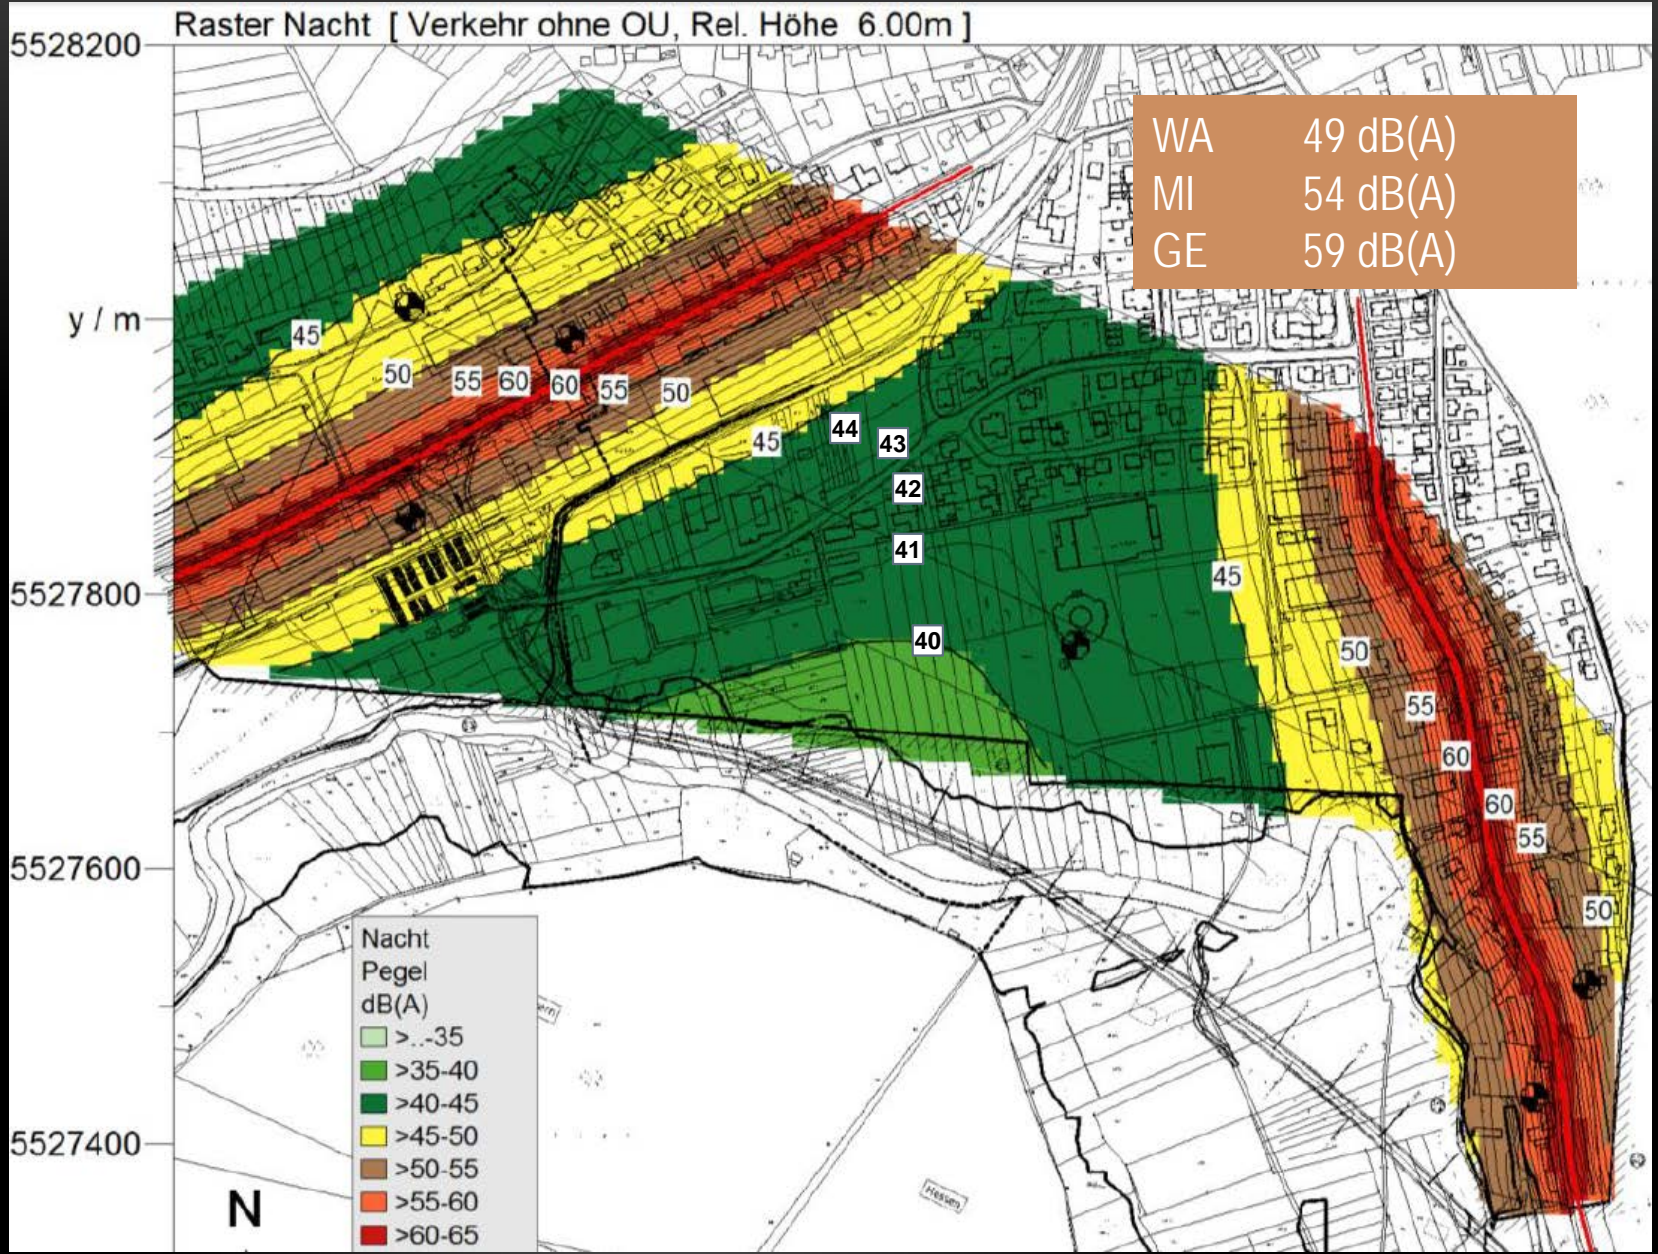 Raster Nacht [ Verkehr ohne OU, Rel. Höhe 6.00m ]
5528200
WA 49 dB(A)
MI 54 dB(A)
GE 59 dB(A)
y / m
45
50 55 60 60 55 50
45 44 43
42
41
5527800
45
40
50
55
60
60
55
5527600
50
Nacht
Pegel
dB(A)
>..-35
>35-40
>40-45
>45-50
>50-55
>55-60
>60-65
5527400
N
Hessen